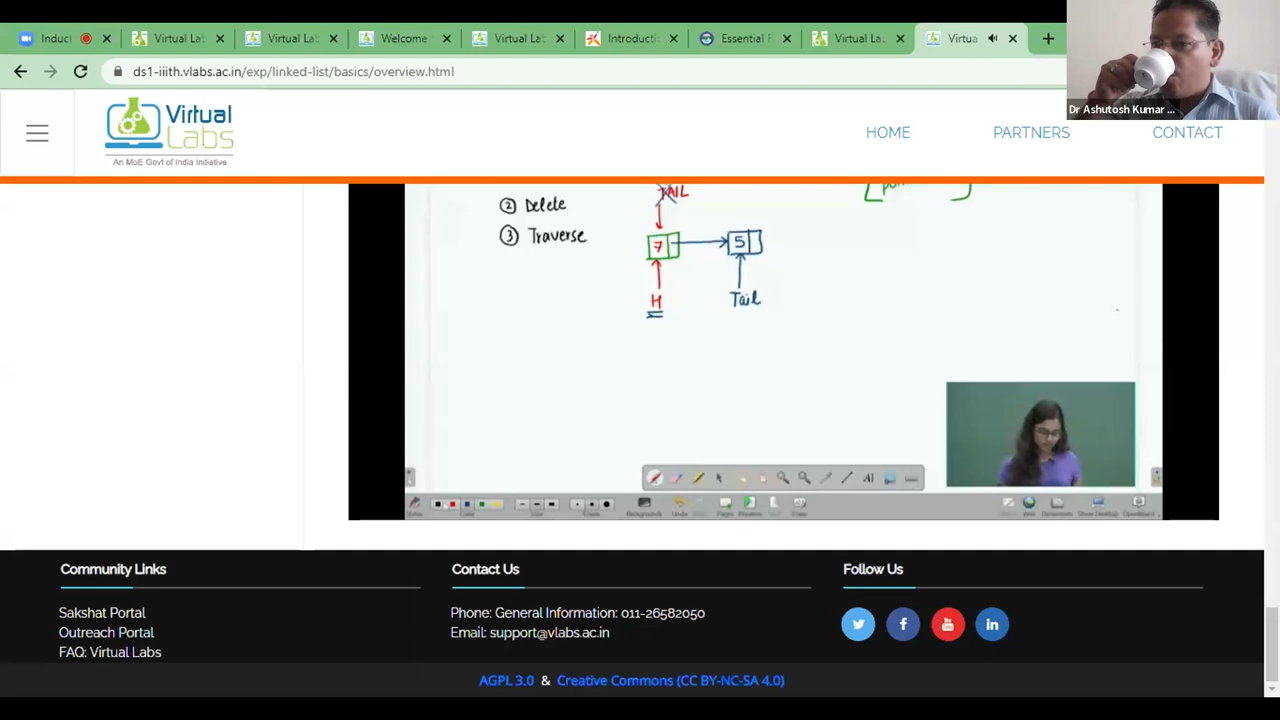 Induct
Virtual La
Virtual La
Welcome
Virtual La
Introducti
Essential F
Virtual La
Virtua
ds1-iiith.vlabs.ac.in/exp/linked-list/basics/overview.html
Dr Ashutosh Kumar ...
Virtual
Labs
An MoE Govt of India Initiative
HOME PARTNERS CONTACT
TAIL
② Delete
③ Traverse
7 5
H Tail
Community Links
Sakshat Portal
Outreach Portal
FAQ: Virtual Labs
Contact Us
Phone: General Information: 011-26582050
Email: support@vlabs.ac.in
Follow Us
AGPL 3.0 & Creative Commons (CC BY-NC-SA 4.0)